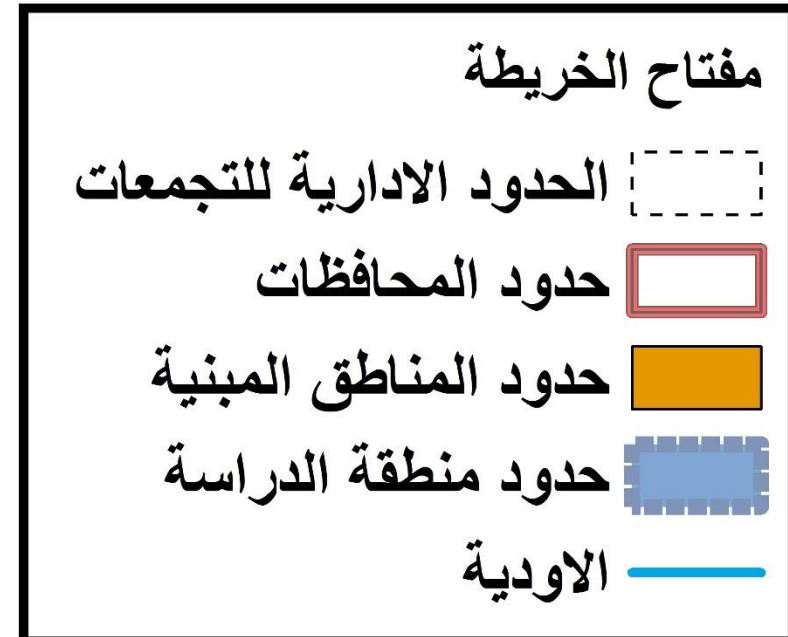 مفتاح الخريطة
الحدود الادارية للتجمعات
حدود المحافظات
حدود المناطق المبنية
حدود منطقة الدراسة
الاودية